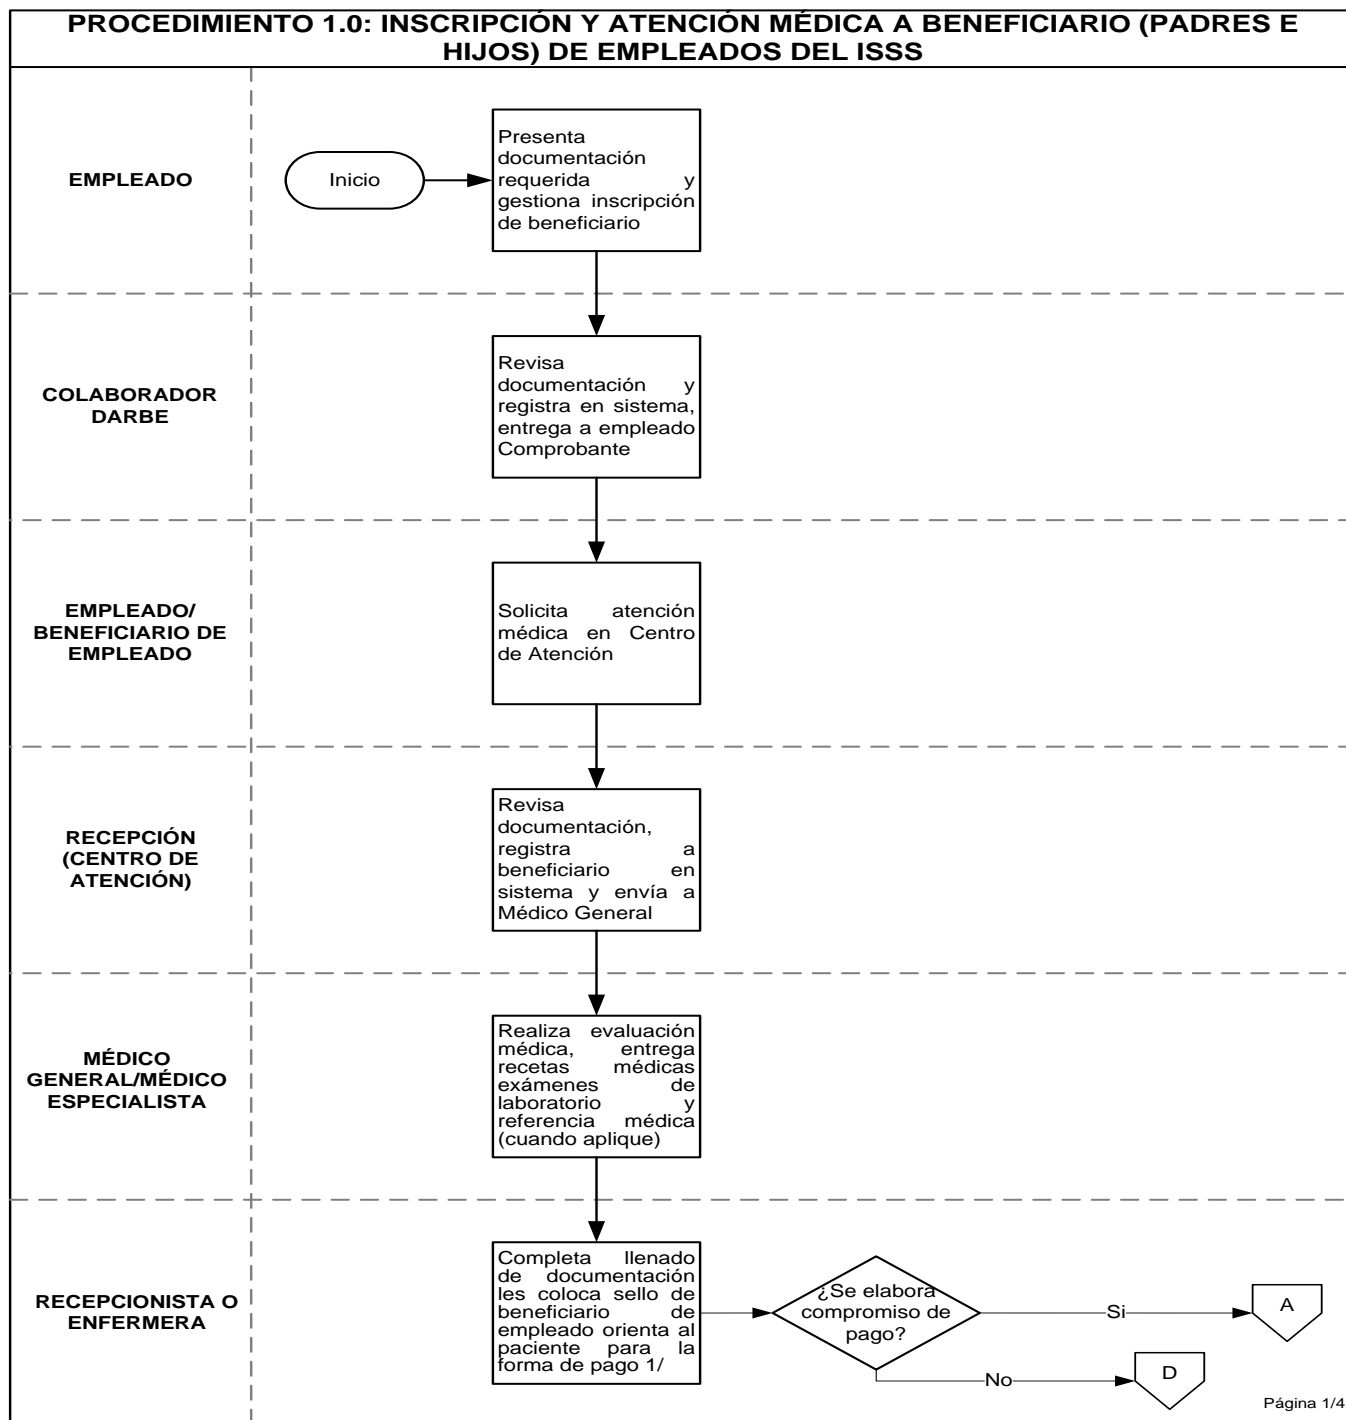 PROCEDIMIENTO 1.0: INSCRIPCIÓN Y ATENCIÓN MÉDICA A BENEFICIARIO (PADRES E
HIJOS) DE EMPLEADOS DEL ISSS
EMPLEADO
Inicio
Presenta
documentación
requerida y
gestiona inscripción
de beneficiario
COLABORADOR
DARBE
Revisa
documentación y
registra en sistema,
entrega a empleado
Comprobante
EMPLEADO/
BENEFICIARIO DE
EMPLEADO
Solicita atención
médica en Centro
de Atención
RECEPCIÓN
(CENTRO DE
ATENCIÓN)
Revisa
documentación,
registra a
beneficiario en
sistema y envía a
Médico General
MÉDICO
GENERAL/MÉDICO
ESPECIALISTA
Realiza evaluación
médica, entrega
recetas médicas
exámenes de
laboratorio y
referencia médica
(cuando aplique)
RECEPCIONISTA O
ENFERMERA
Completa llenado
de documentación
les coloca sello de
beneficiario de
empleado orienta al
paciente para la
forma de pago 1/
¿Se elabora
compromiso de
pago?
Si
A
No
D
Página 1/4